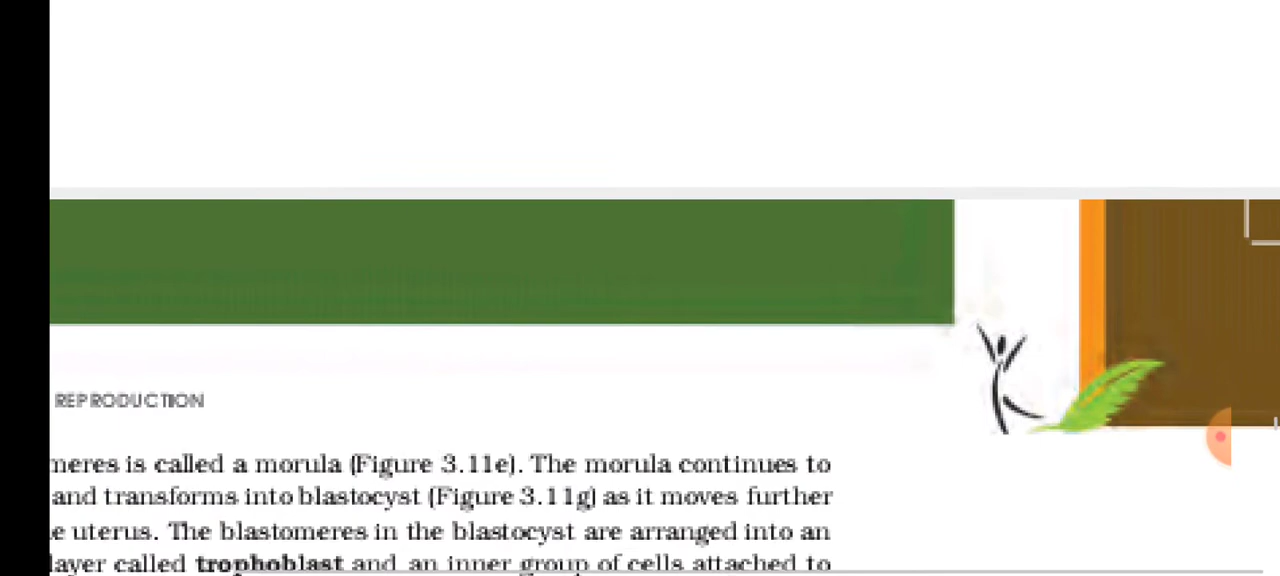 REPRODUCTION
meres is called a morula (Figure 3.11e). The morula continues to
and transforms into blastocyst (Figure 3.11g) as it moves further
e uterus. The blastomeres in the blastocyst are arranged into an
layer called trophoblast and an inner group of cells attached to